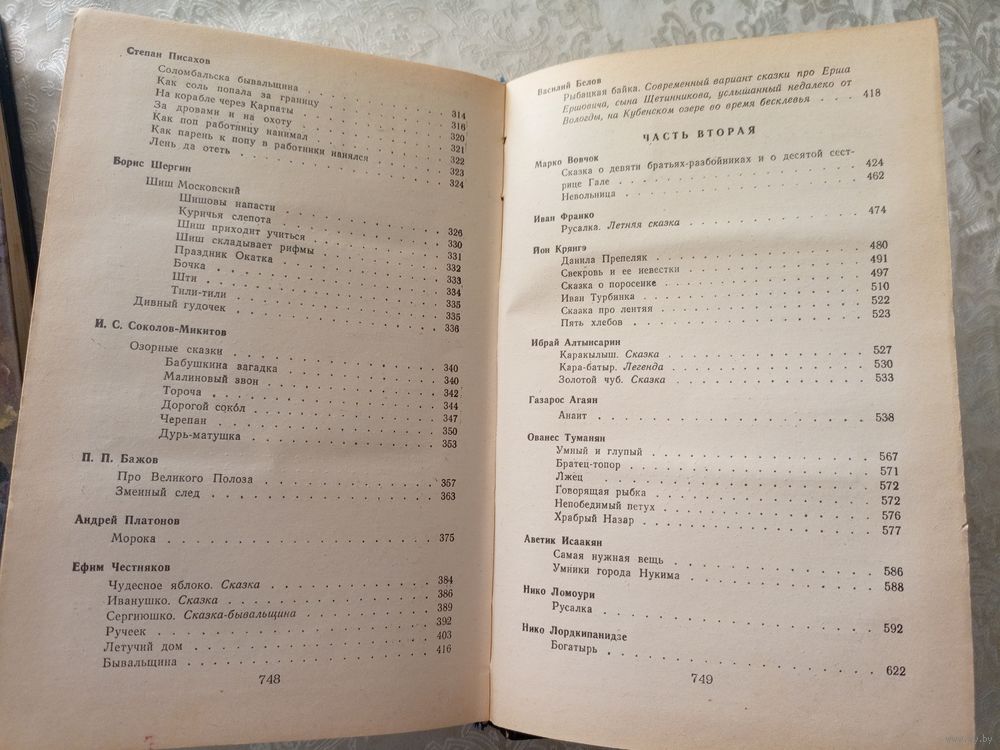 Степан Писахов
Соломбальска бывальщина . . . 314
Как соль попала за границу . . . 316
На корабле через Карпаты . . . 320
За дровами и на охоту . . . 321
Как поп работницу нанимал . . . 322
Как парень к попу в работники нанялся . . . 323
Лень да отеть . . . 324
Борис Шергин
Шиш Московский
Шишовы напасти . . . 326
Куричья слепота . . . 330
Шиш приходит учиться . . . 331
Шиш складывает рифмы . . . 332
Праздник Окатка . . . 333
Бочка . . . 334
Шти . . . 335
Тили-тили . . . 335
Дивный гудочек . . . 336
И. С. Соколов-Микитов
Озорные сказки . . . 340
Бабушкина вагадка . . . 340
Малиновый звон . . . 342
Тороча . . . 344
Дорогой сокол . . . 347
Черепан . . . 350
Дурь-матушка . . . 353
П. П. Бажов
Про Великого Полоза . . . 357
Змеиный след . . . 363
Андрей Платонов
Морока . . . 375
Ефим Честняков
Чудесное яблоко. Сказка . . . 384
Иванушко. Сказка . . . 386
Сергиюшко. Сказка-бывальщина . . . 389
Ручеек . . . 392
Летучий дом . . . 403
Бывальщина . . . 416
748
Василий Белов
Рыбацкая байка. Современный вариант сказки про Ерша
Ершовича, сына Щетинникова, услышанный недалеко от
Вологды, на Кубенском озере во время бесклевья . . . 418
ЧАСТЬ ВТОРАЯ
Марко Вовчок
Сказка о девяти братьях-разбойниках и о десятой сест-
рице Гале . . . 424
Невольница . . . 462
Иван Франко
Русалка. Летняя сказка . . . 474
Йон Крянгэ
Данила Препеляк . . . 480
Свекровь и ее невестки . . . 491
Сказка о поросенке . . . 497
Иван Турбинка . . . 510
Сказка про лентяя . . . 522
Пять хлебов . . . 523
Ибрай Алтынсарин
Каракылыш. Сказка . . . 527
Кара-батыр. Легенда . . . 530
Золотой чуб. Сказка . . . 533
Газарос Агаян
Анаит . . . 538
Ованес Туманян
Умный и глупый . . . 567
Братец-топор . . . 571
Лжец . . . 572
Говорящая рыбка . . . 572
Непобедимый петух . . . 576
Храбрый Назар . . . 577
Аветик Исаакян
Самая нужная вещь . . . 586
Умники города Нукима . . . 588
Нико Ломоури
Русалка . . . 592
Нико Лордкипанидзе
Богатырь . . . 622
749